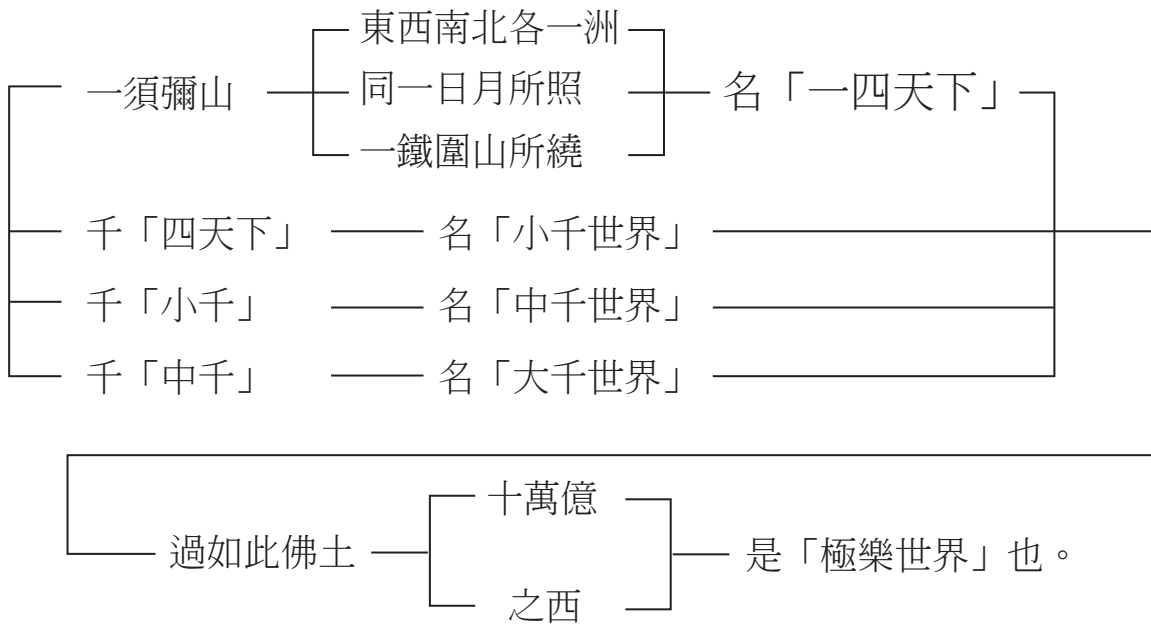 東西南北各一洲
一須彌山 同一日月所照 名「一四天下」
一鐵圍山所繞
千「四天下」 名「小千世界」
千「小千」 名「中千世界」
千「中千」 名「大千世界」
十萬億
過如此佛土 是「極樂世界」也。
之西